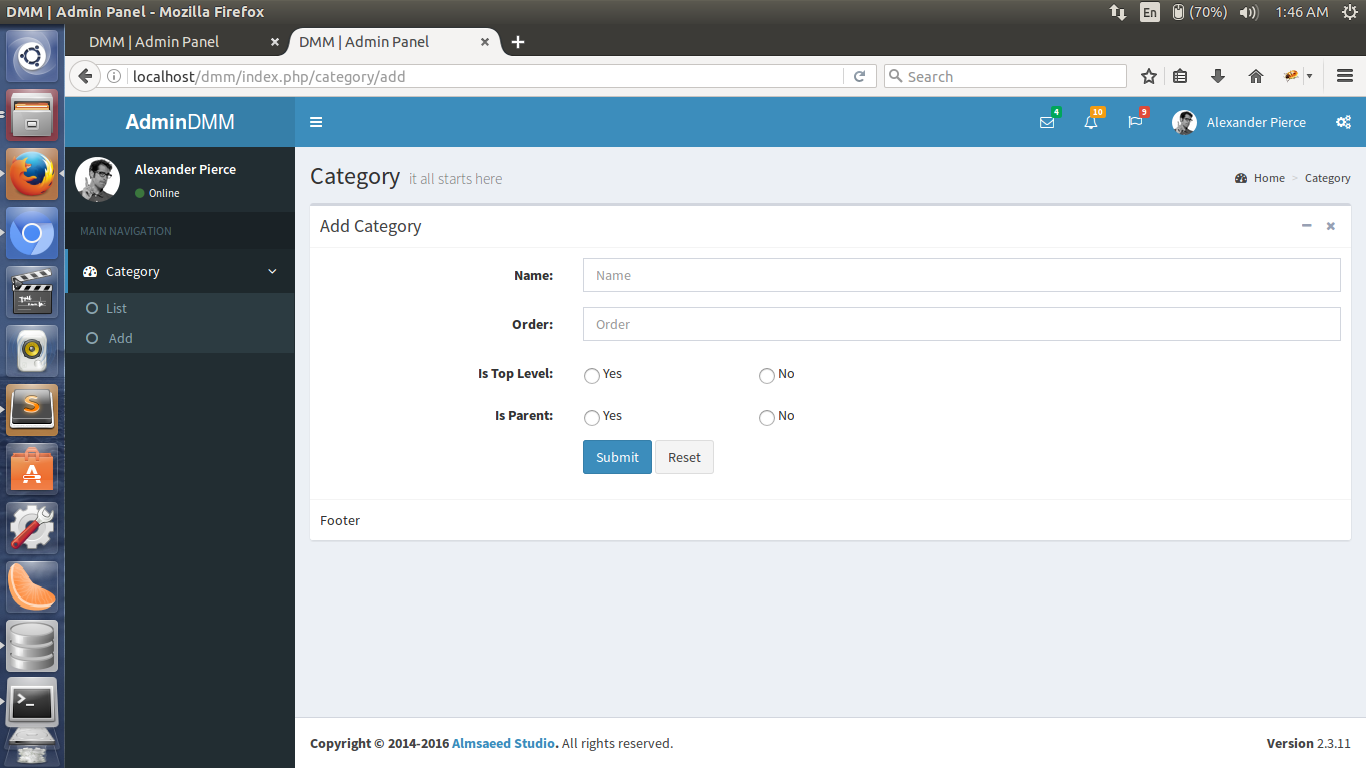 DMM | Admin Panel - Mozilla Firefox
En
(70%)
1:46 AM
DMM | Admin Panel
DMM | Admin Panel
localhost/dmm/index.php/category/add
Search
AdminDMM
4
10
9
Alexander Pierce
Alexander Pierce
Online
MAIN NAVIGATION
Category
List
Add
Category it all starts here
Home > Category
Add Category
Name: Name
Order: Order
Is Top Level: Yes No
Is Parent: Yes No
Submit Reset
Footer
Copyright © 2014-2016 Almsaeed Studio. All rights reserved.
Version 2.3.11